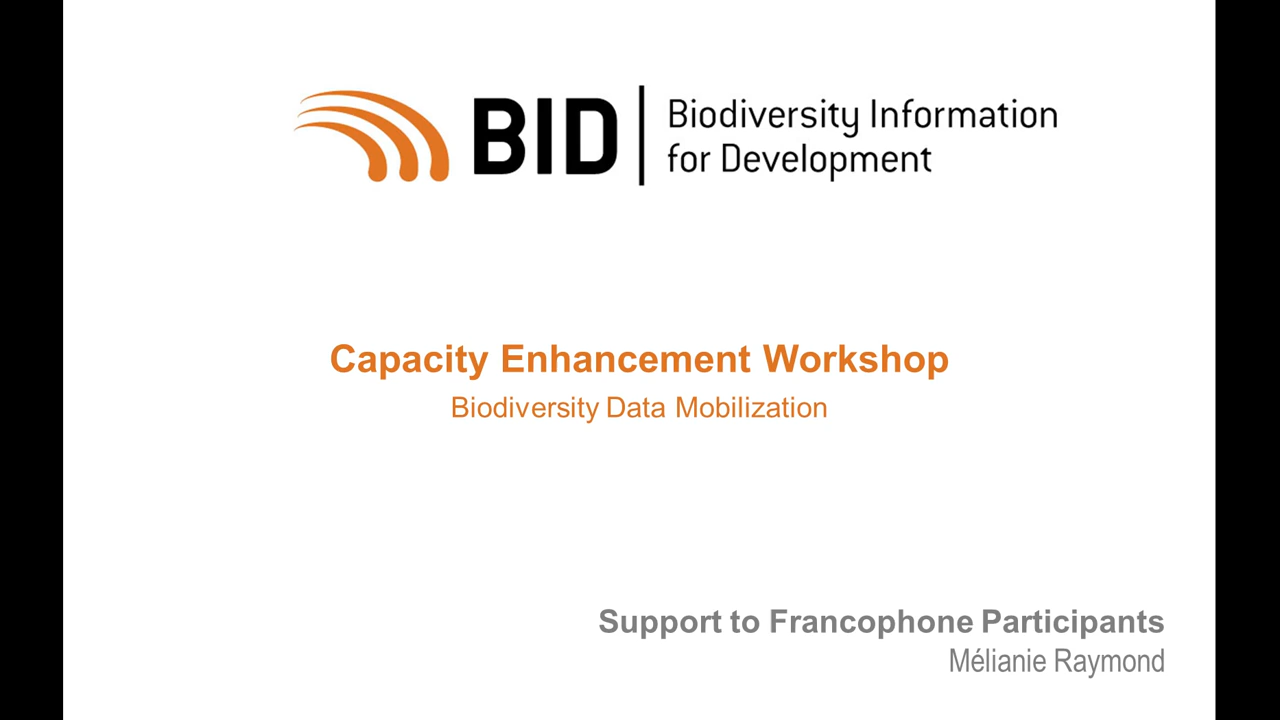 BID
Biodiversity Information
for Development
Capacity Enhancement Workshop
Biodiversity Data Mobilization
Support to Francophone Participants
Mélianie Raymond